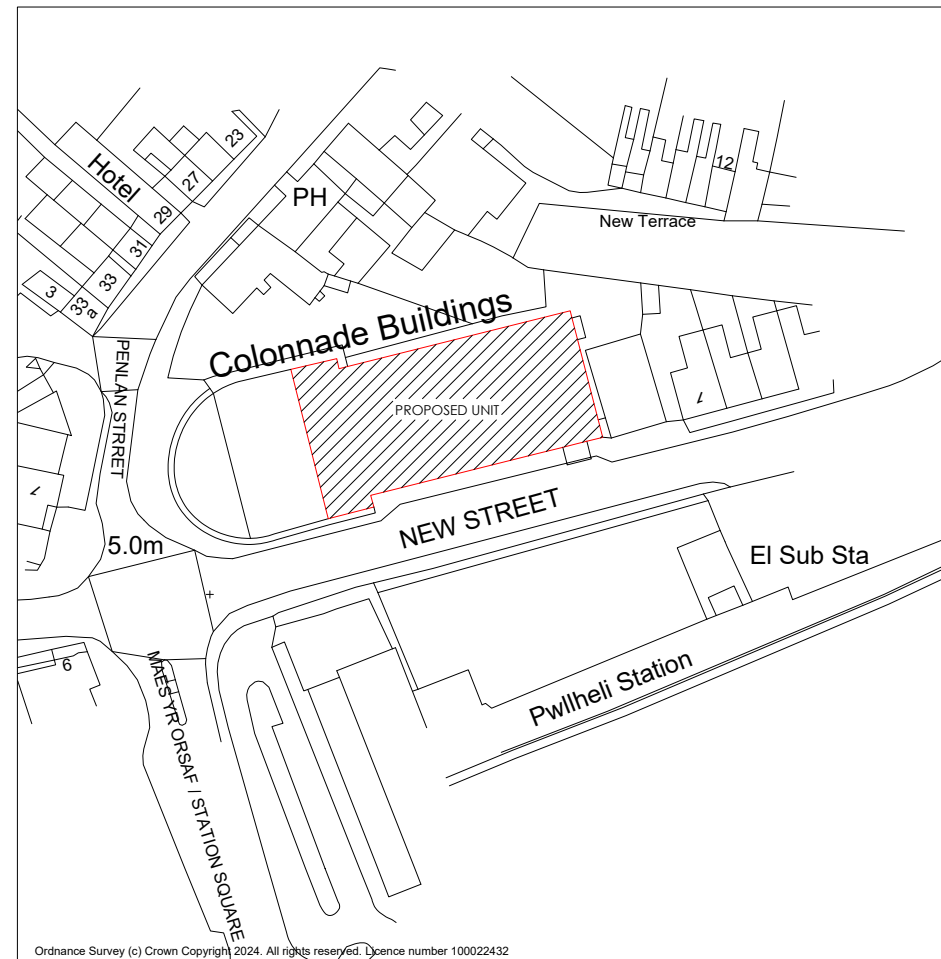 23
Hotel
27
12
PH
29
New Terrace
31
33
3
33a
Colonnade Buildings
PENLAN STRRET
PROPOSED UNIT
1
1
NEW STREET
5.0m
El Sub Sta
6
MAES YR ORSAF / STATION SQUARE
Pwllheli Station
Ordnance Survey (c) Crown Copyright 2024. All rights reserved. Licence number 100022432